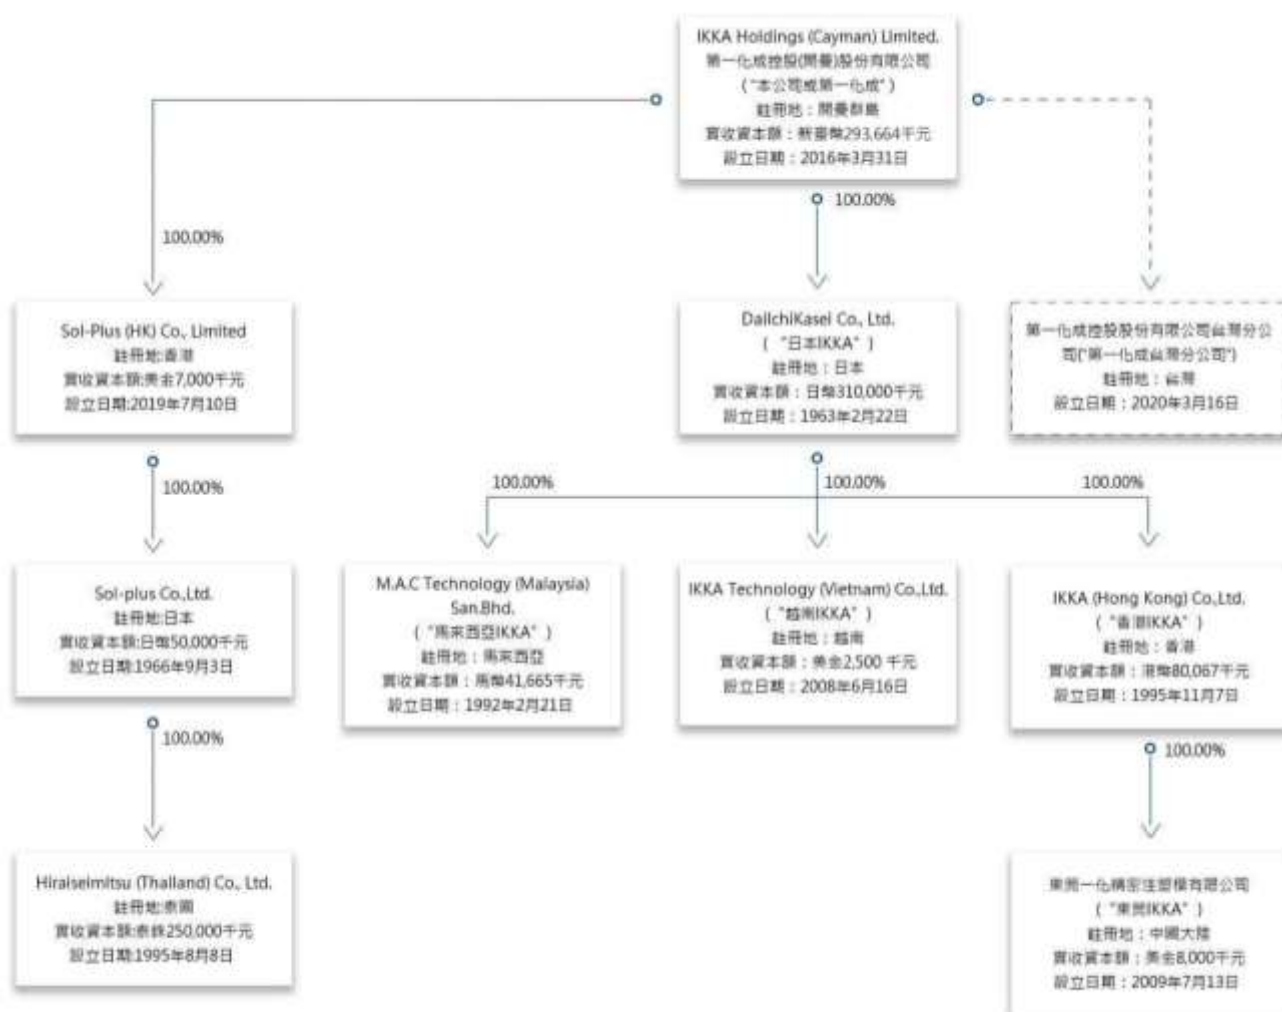 IKKA Holdings (Cayman) Limited.
第一化成控股(開曼)股份有限公司
("本公司或第一化成")
註冊地：開曼群島
實收資本額：新臺幣293,664千元
設立日期：2016年3月31日
100.00%
100.00%
Sol-Plus (HK) Co., Limited
註冊地:香港
實收資本額:美金7,000千元
設立日期:2019年7月10日
DaiichiKasei Co., Ltd.
("日本IKKA")
註冊地：日本
實收資本額：日幣310,000千元
設立日期：1963年2月22日
第一化成控股股份有限公司台灣分公
司("第一化成台灣分公司")
註冊地：台灣
設立日期：2020年3月16日
100.00%
100.00%
100.00%
100.00%
Sol-plus Co.,Ltd.
註冊地:日本
實收資本額:日幣50,000千元
設立日期:1966年9月3日
M.A.C Technology (Malaysia)
San.Bhd.
("馬來西亞IKKA")
註冊地：馬來西亞
實收資本額：馬幣41,665千元
設立日期：1992年2月21日
IKKA Technology (Vietnam) Co.,Ltd.
("越南IKKA")
註冊地：越南
實收資本額：美金2,500 千元
設立日期：2008年6月16日
IKKA (Hong Kong) Co.,Ltd.
("香港IKKA")
註冊地：香港
實收資本額：港幣80,067千元
設立日期：1995年11月7日
100.00%
100.00%
Hiraiseimitsu (Thailand) Co., Ltd.
註冊地:泰國
實收資本額:泰銖250,000千元
設立日期:1995年8月8日
東莞一化精密注塑模有限公司
("東莞IKKA")
註冊地：中國大陸
實收資本額：美金8,000千元
設立日期：2009年7月13日